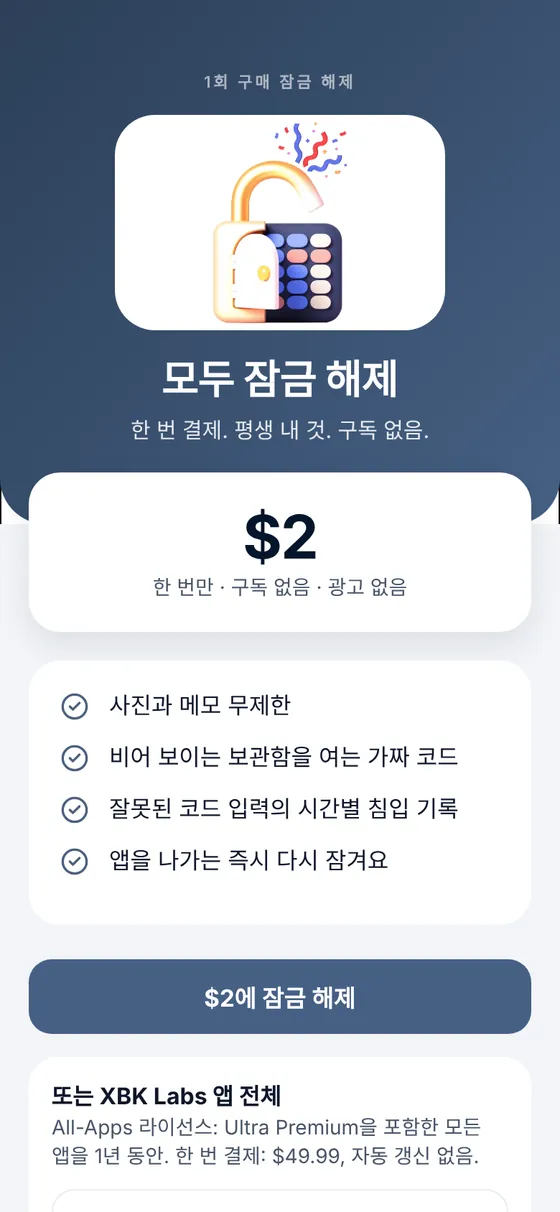 1회 구매 잠금 해제
모두 잠금 해제
한 번 결제. 평생 내 것. 구독 없음.
$2
한 번만 · 구독 없음 · 광고 없음
사진과 메모 무제한
비어 보이는 보관함을 여는 가짜 코드
잘못된 코드 입력의 시간별 침입 기록
앱을 나가는 즉시 다시 잠겨요
$2에 잠금 해제
또는 XBK Labs 앱 전체
All-Apps 라이선스: Ultra Premium을 포함한 모든
앱을 1년 동안. 한 번 결제: $49.99, 자동 갱신 없음.